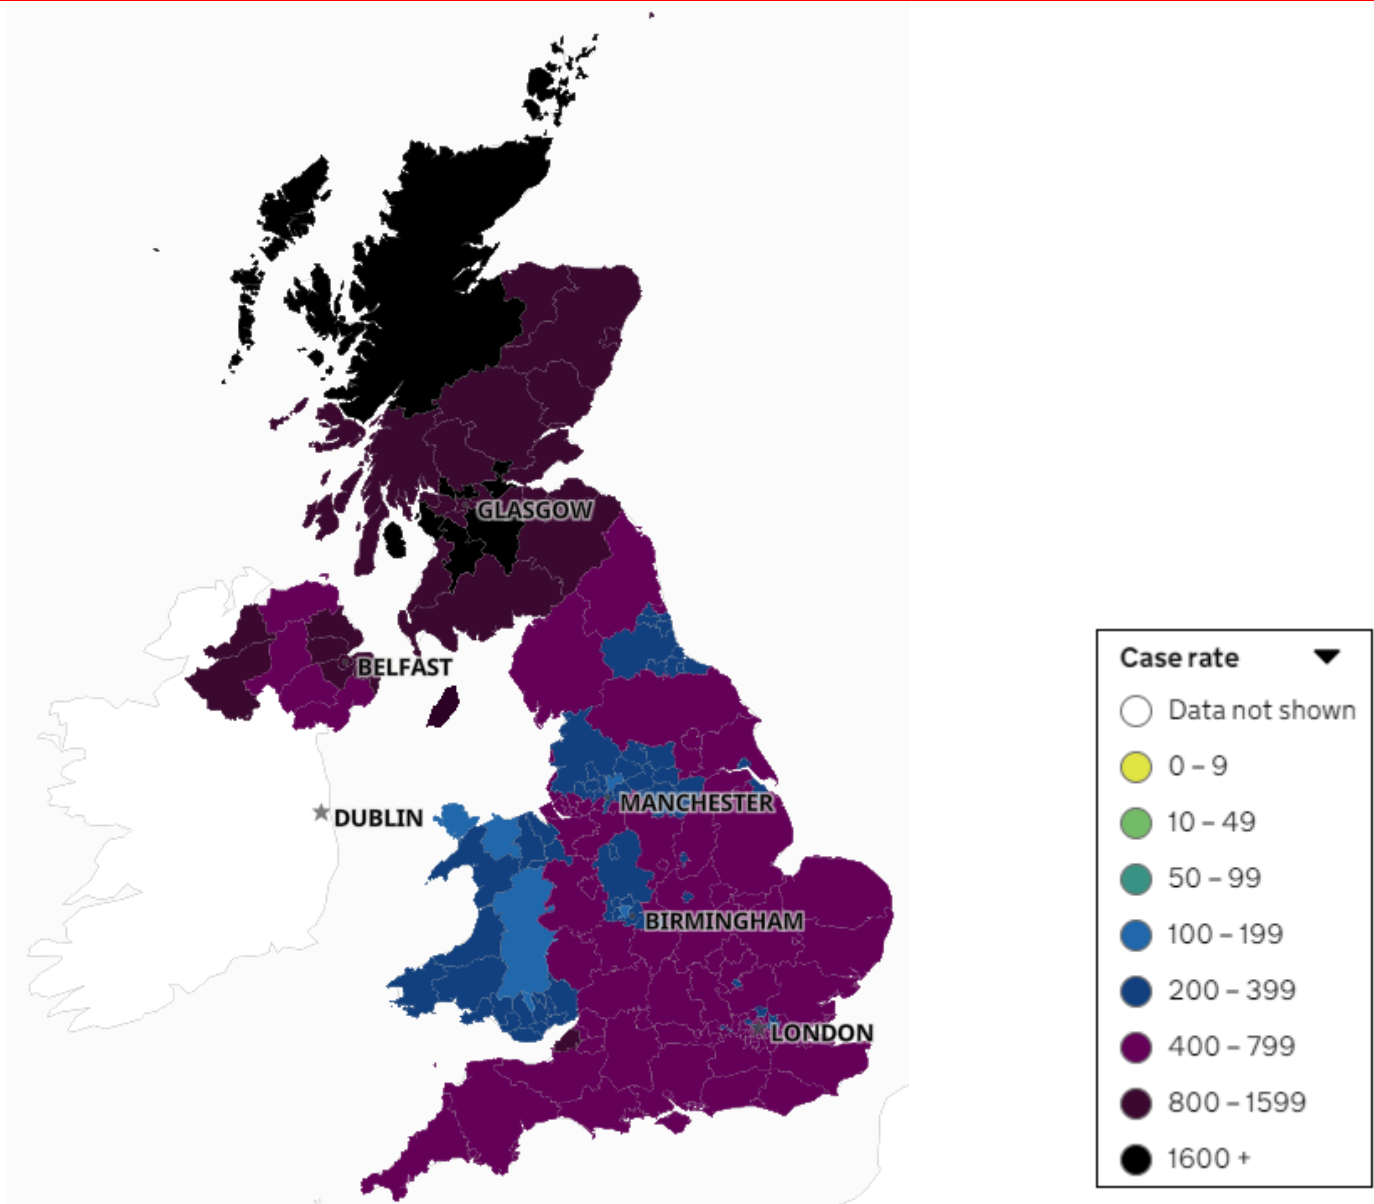 GLASGOW
BELFAST
MANCHESTER
DUBLIN
BIRMINGHAM
LONDON
Case rate
Data not shown
0 – 9
10 – 49
50 – 99
100 – 199
200 – 399
400 – 799
800 – 1599
1600 +